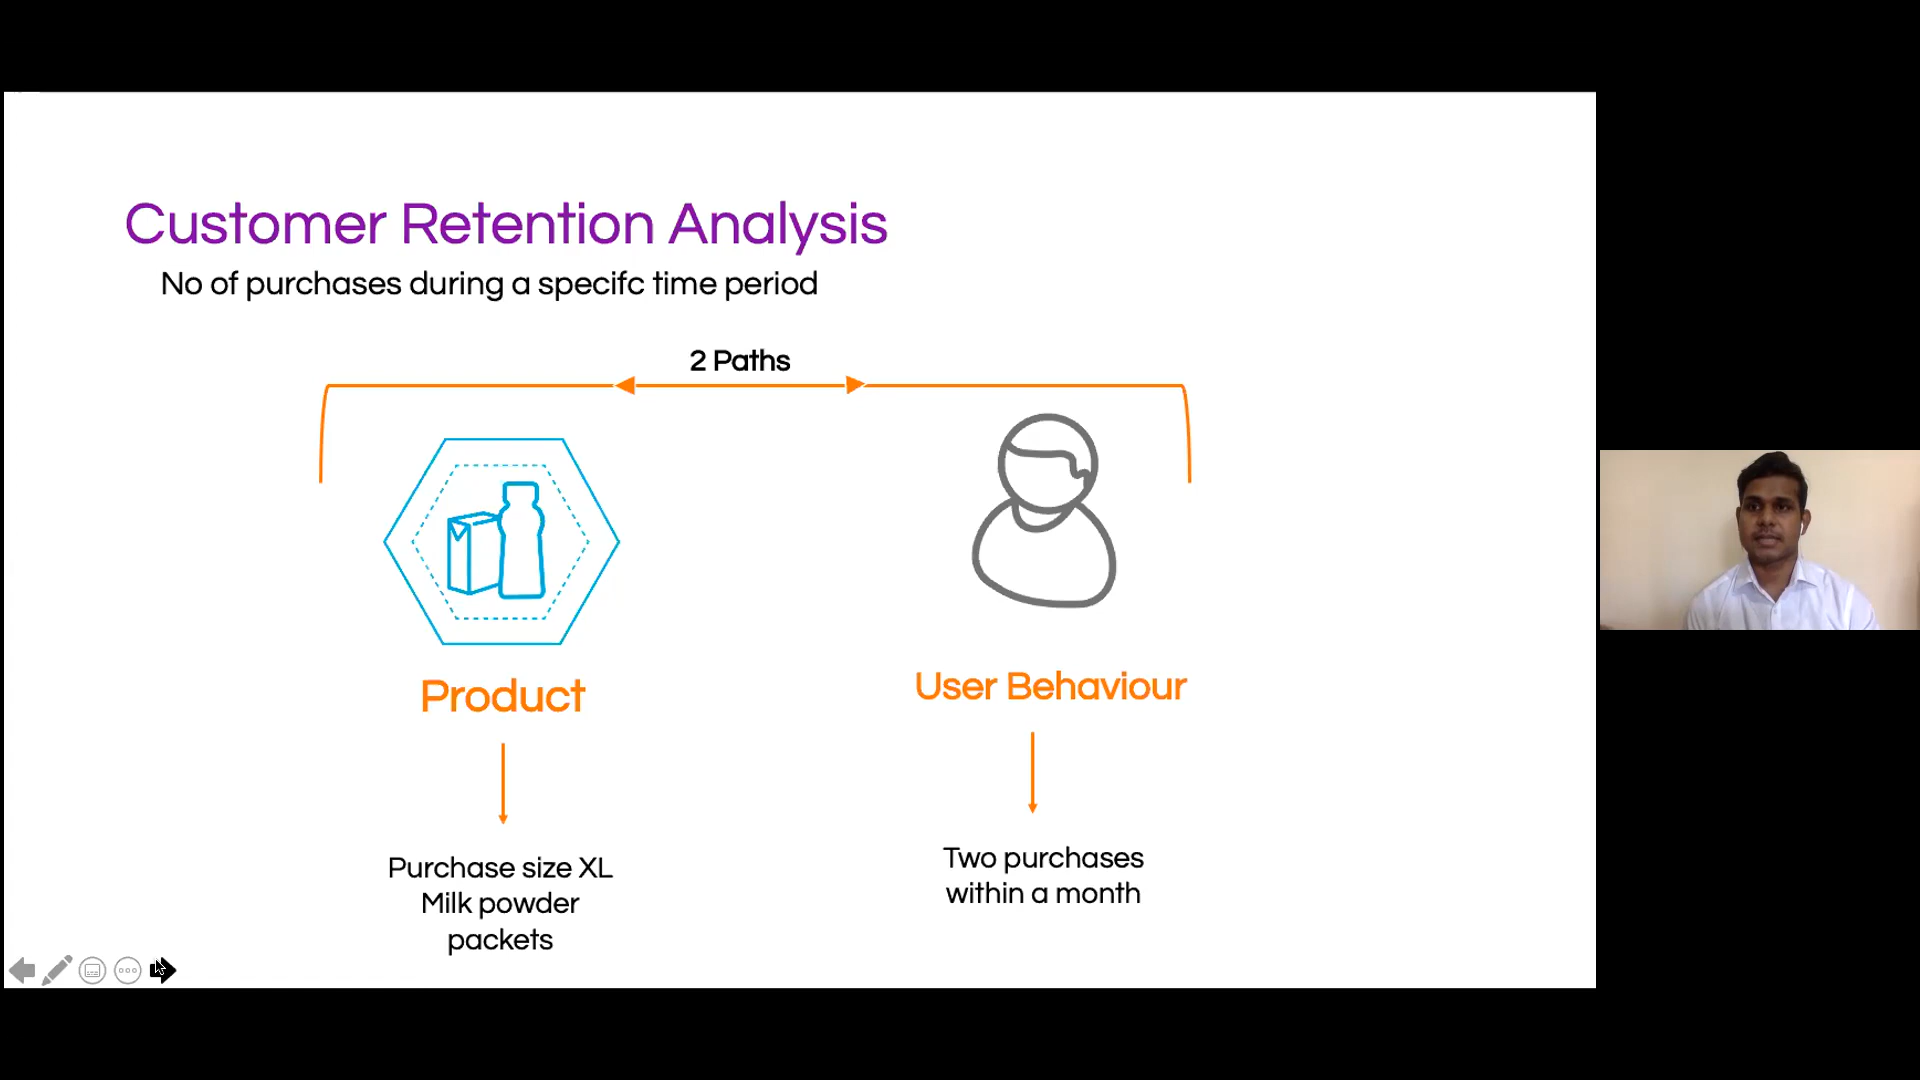 Customer Retention Analysis
No of purchases during a specifc time period
2 Paths
Product
User Behaviour
Purchase size XL
Milk powder
packets
Two purchases
within a month